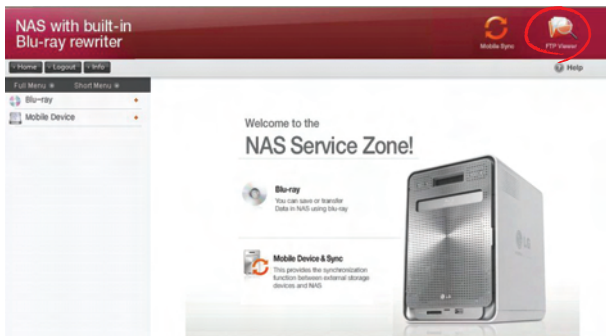 NAS with built-in
Blu-ray rewriter
Mobile Sync
PTP Viewer
Home
Logout
Info
Help
Full Menu
Short Menu
Blu-ray
Mobile Device
Welcome to the
NAS Service Zone!
Blu-ray
You can save or transfer
Data in NAS using blu-ray
Mobile Device & Sync
This provides the synchronization
function between external storage
devices and NAS
LG
LG